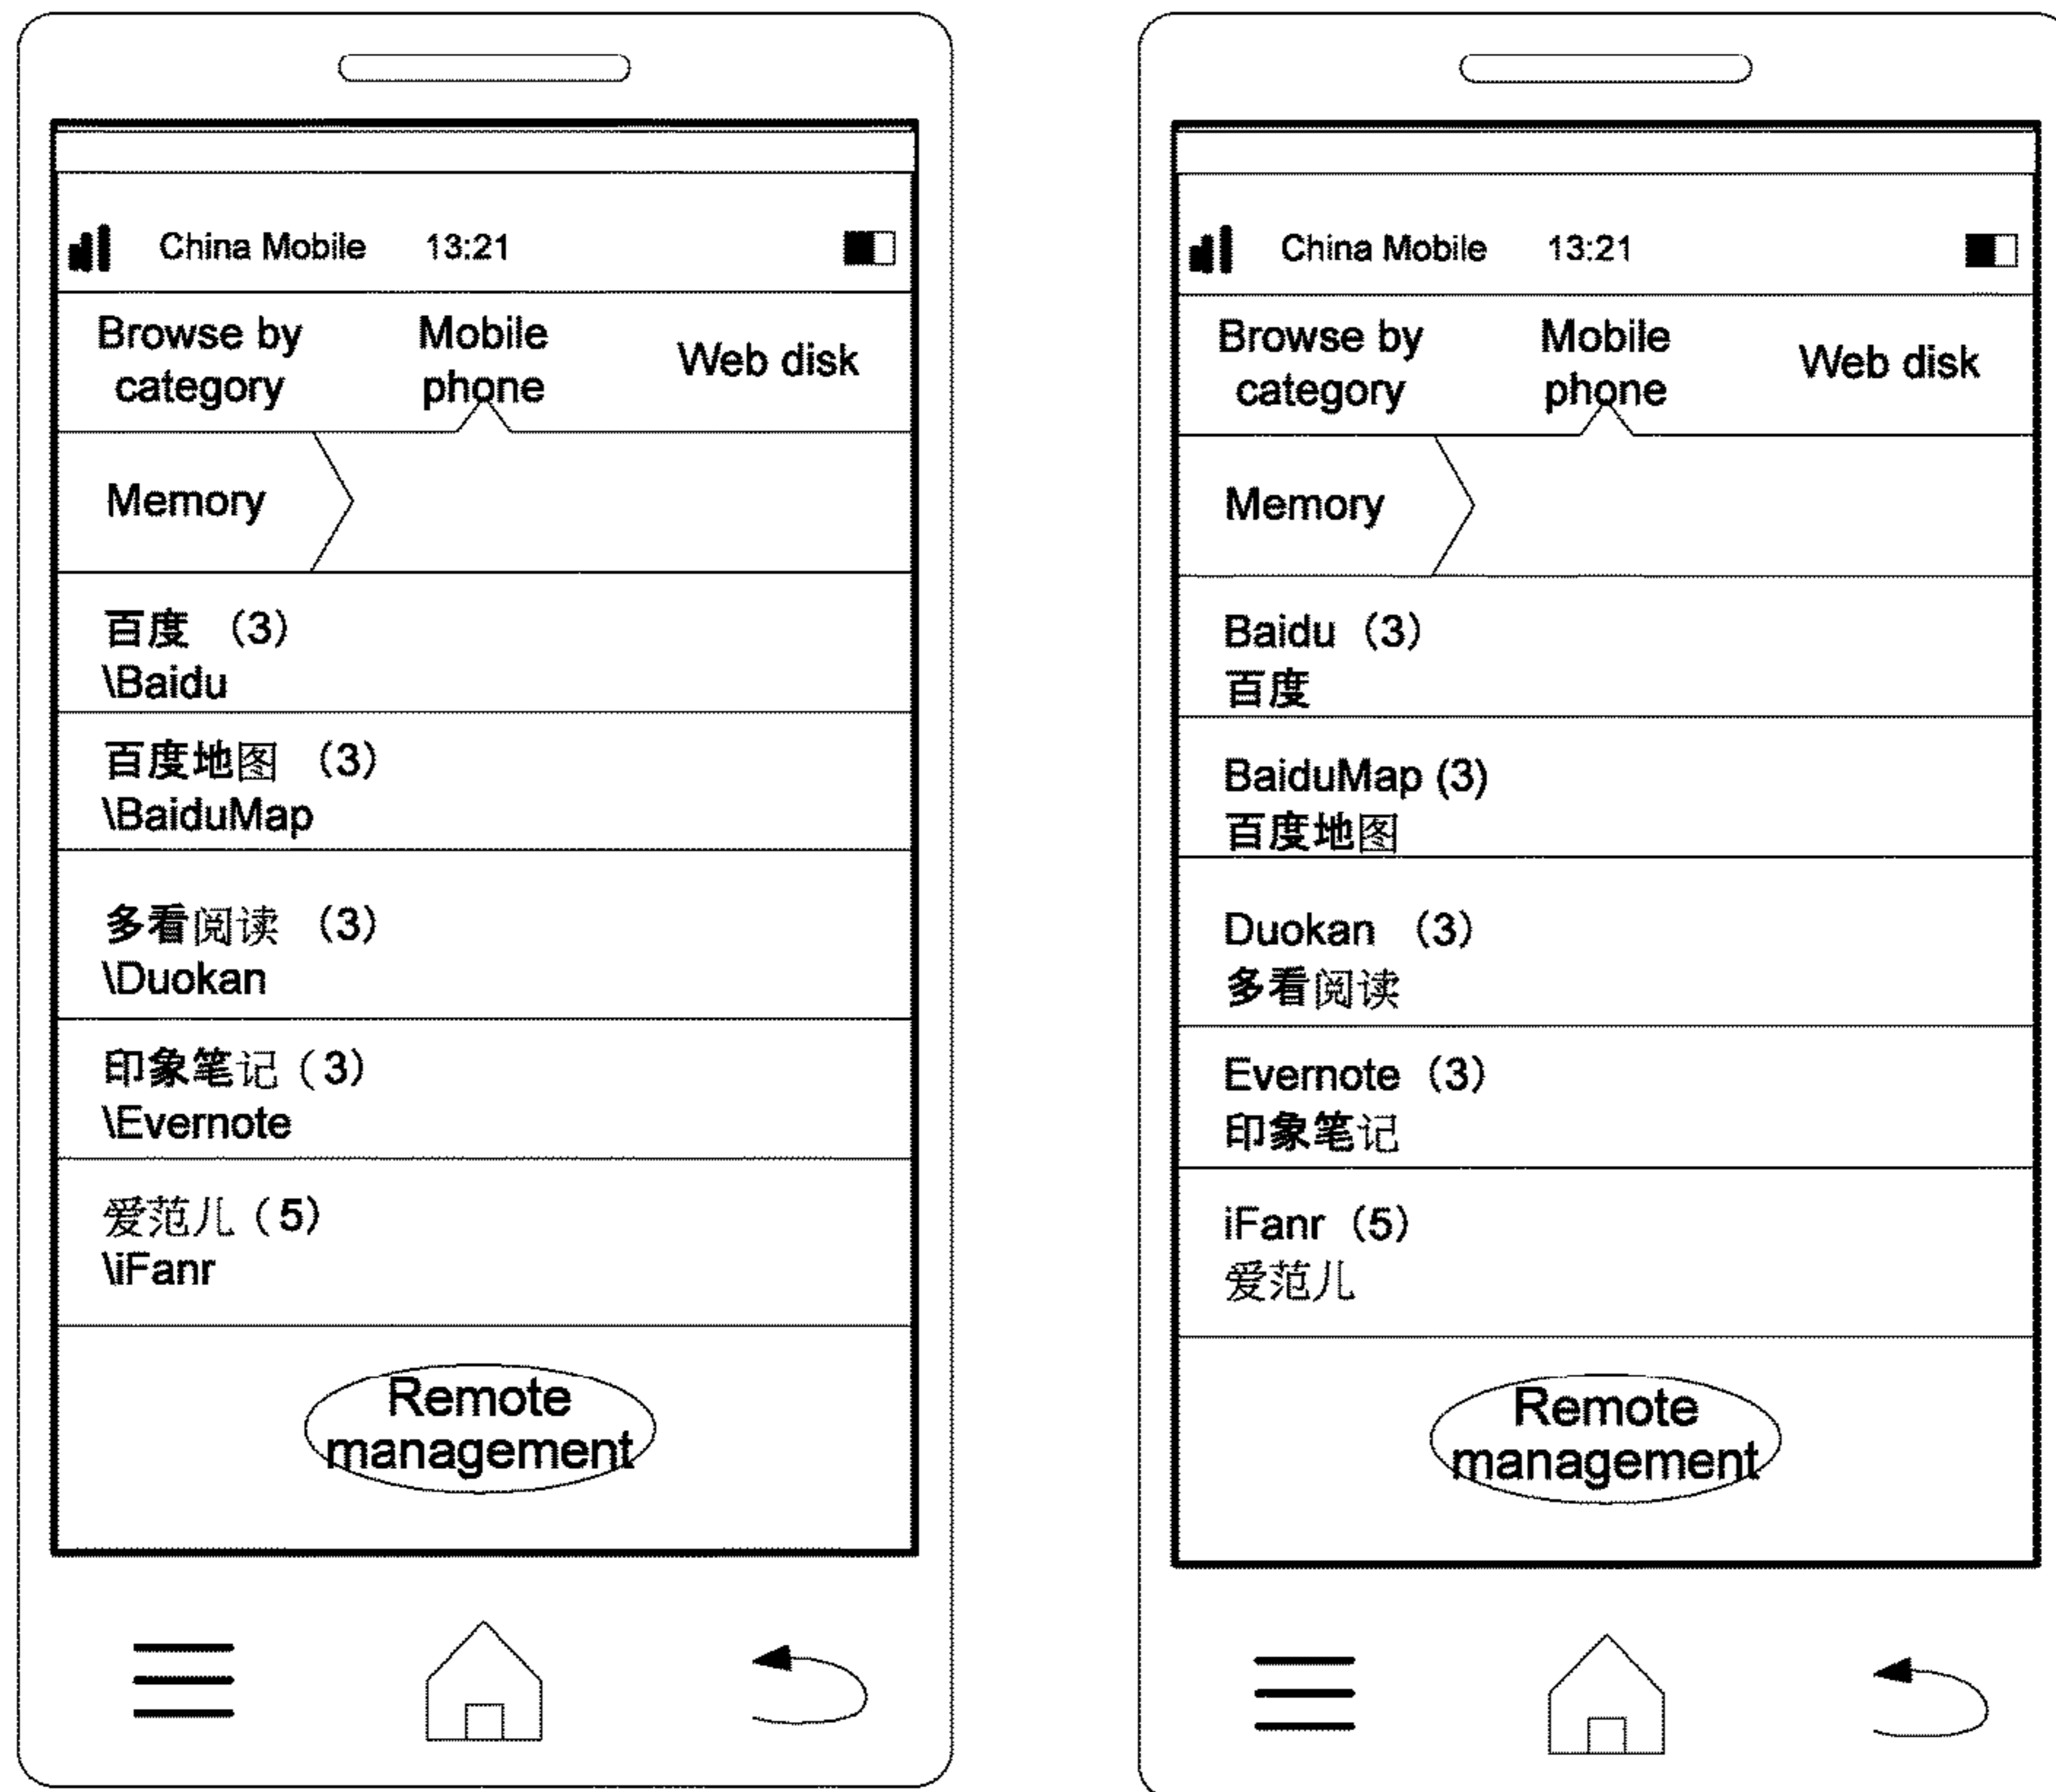 China Mobile 13:21
Browse by
category
Mobile
phone
Web disk
Memory
百度 （3）
\Baidu
百度地图 （3）
\BaiduMap
多看阅读 （3）
\Duokan
印象笔记（3）
\Evernote
爱范儿（5）
\iFanr
Remote
management
China Mobile 13:21
Browse by
category
Mobile
phone
Web disk
Memory
Baidu（3）
百度
BaiduMap (3)
百度地图
Duokan （3）
多看阅读
Evernote（3）
印象笔记
iFanr（5）
爱范儿
Remote
management